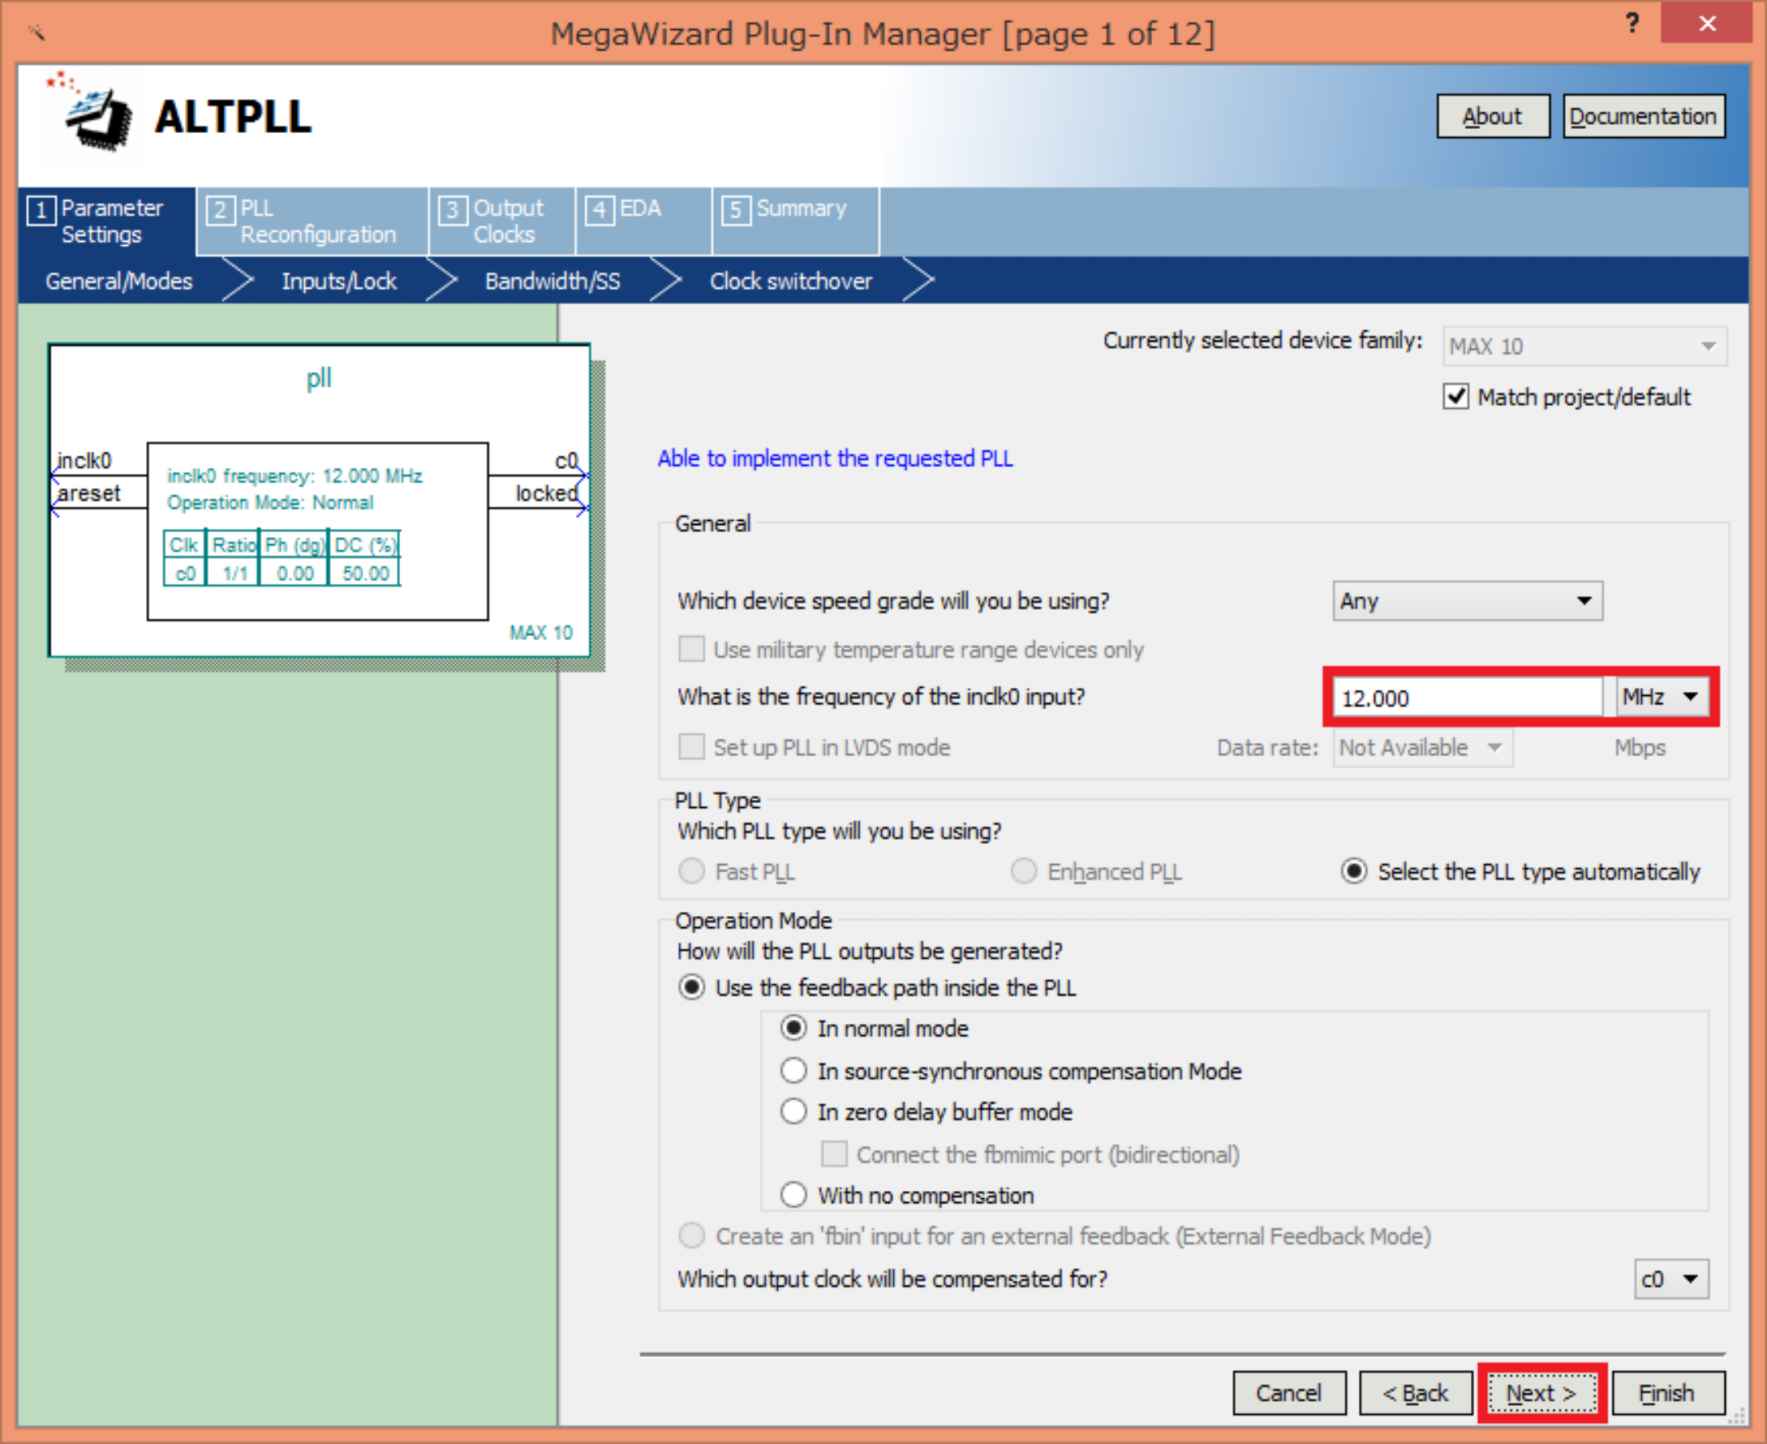 MegaWizard Plug-In Manager [page 1 of 12]
?
ALTPLL
About
Documentation
1 Parameter Settings
2 PLL Reconfiguration
3 Output Clocks
4 EDA
5 Summary
General/Modes
Inputs/Lock
Bandwidth/SS
Clock switchover
pll
inclk0
areset
inclk0 frequency: 12.000 MHz
Operation Mode: Normal
Clk Ratio Ph (dg) DC (%)
c0 1/1 0.00 50.00
c0
locked
MAX 10
Currently selected device family: MAX 10
Match project/default
Able to implement the requested PLL
General
Which device speed grade will you be using? Any
Use military temperature range devices only
What is the frequency of the inclk0 input? 12.000 MHz
Set up PLL in LVDS mode Data rate: Not Available Mbps
PLL Type
Which PLL type will you be using?
Fast PLL Enhanced PLL Select the PLL type automatically
Operation Mode
How will the PLL outputs be generated?
Use the feedback path inside the PLL
In normal mode
In source-synchronous compensation Mode
In zero delay buffer mode
Connect the fbmimic port (bidirectional)
With no compensation
Create an 'fbin' input for an external feedback (External Feedback Mode)
Which output clock will be compensated for? c0
Cancel < Back Next > Finish